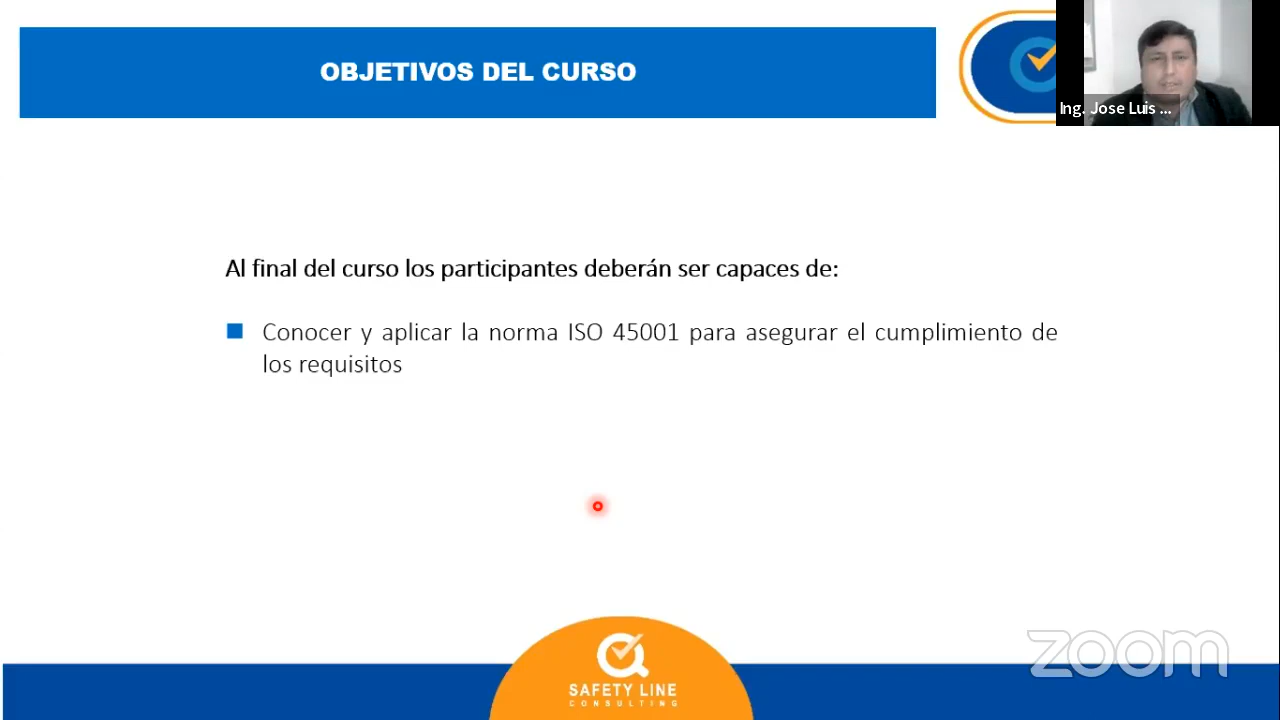 OBJETIVOS DEL CURSO
Ing. Jose Luis ...
Al final del curso los participantes deberán ser capaces de:
Conocer y aplicar la norma ISO 45001 para asegurar el cumplimiento de
los requisitos
zoom
SAFETY LINE
CONSULTING